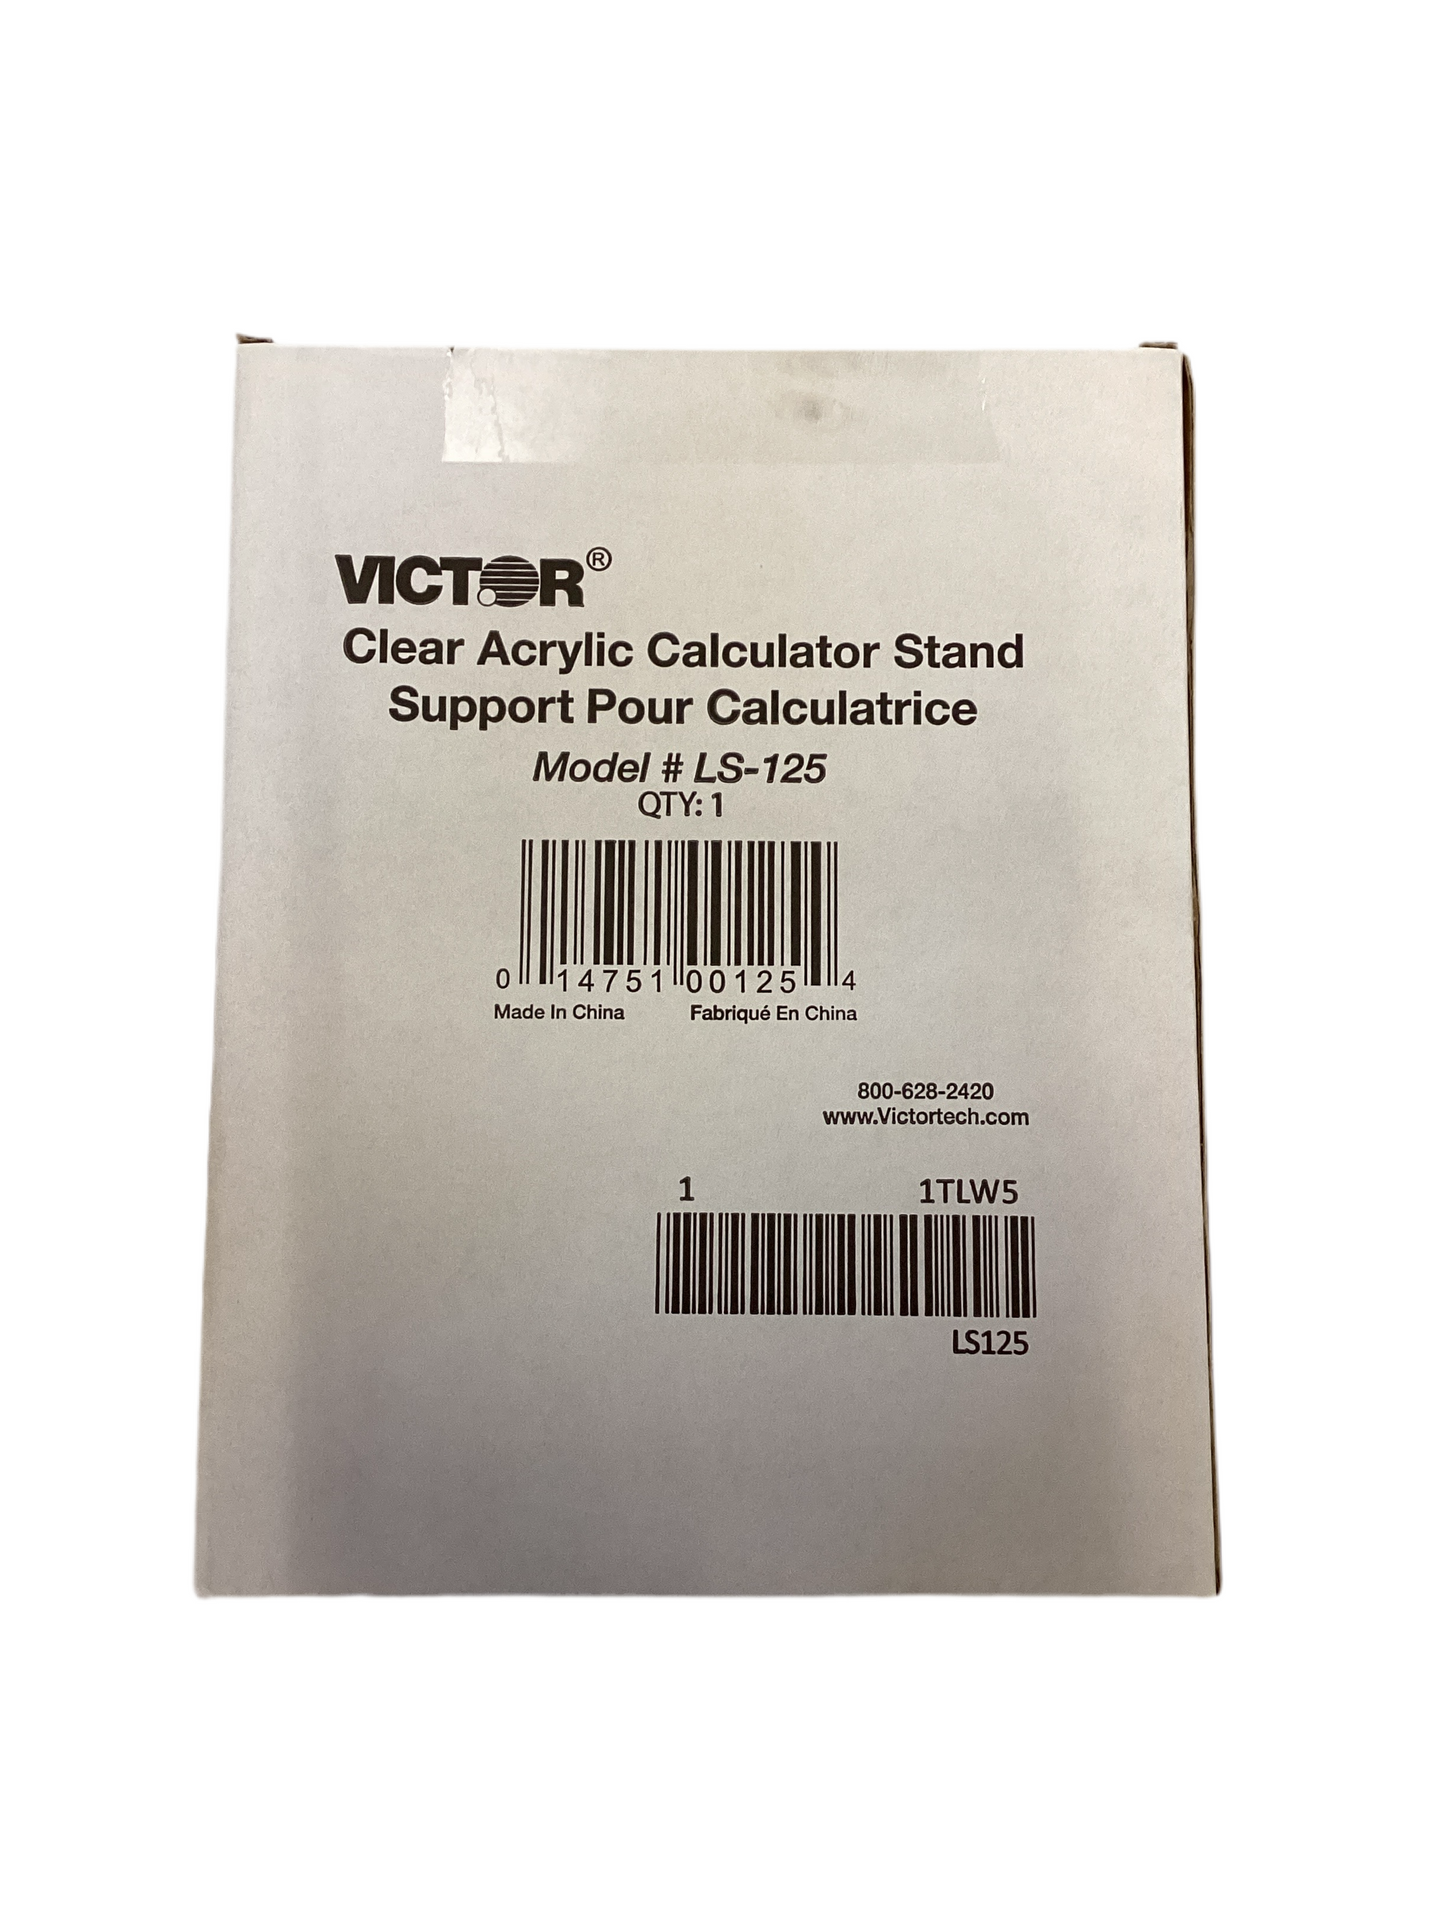 VICTOR®
Clear Acrylic Calculator Stand
Support Pour Calculatrice
Model # LS-125
QTY: 1
0 14751 00125 4
Made In China Fabriqué En China
800-628-2420
www.Victortech.com
1 1TLW5
LS125